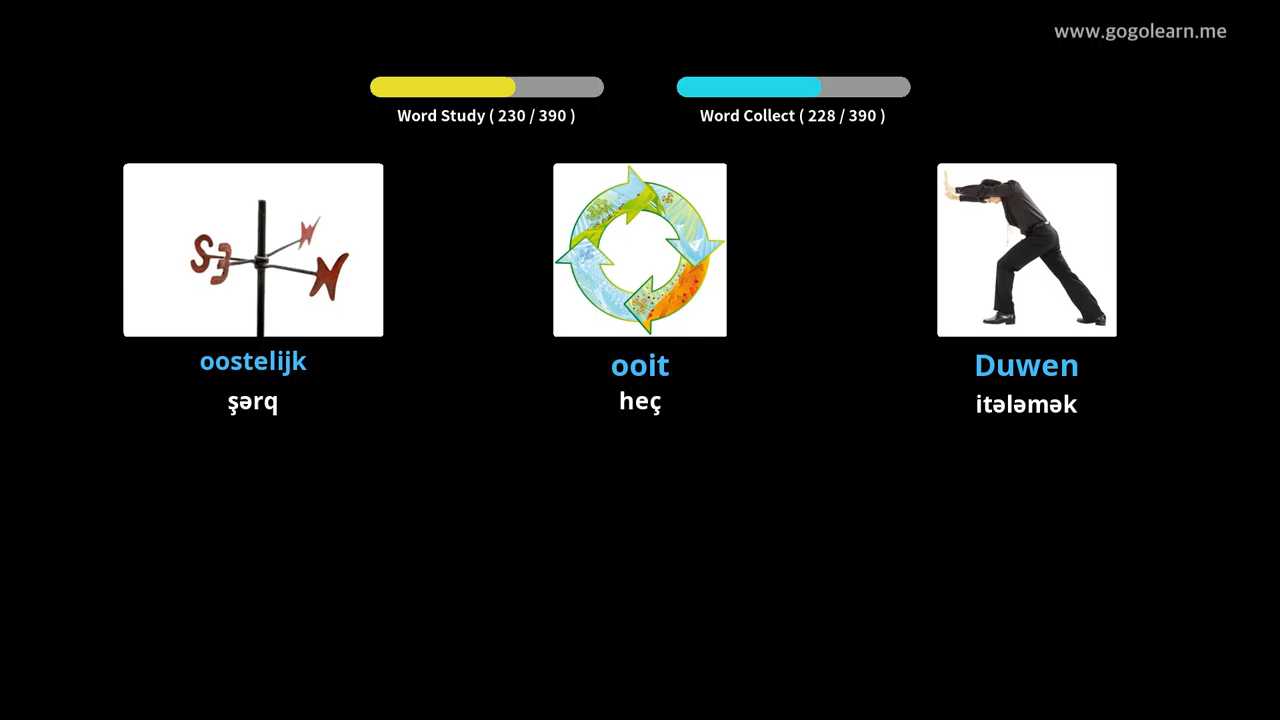 www.gogolearn.me
Word Study ( 230 / 390 )
Word Collect ( 228 / 390 )
S E N
oostelijk
şərq
ooit
heç
Duwen
itələmək